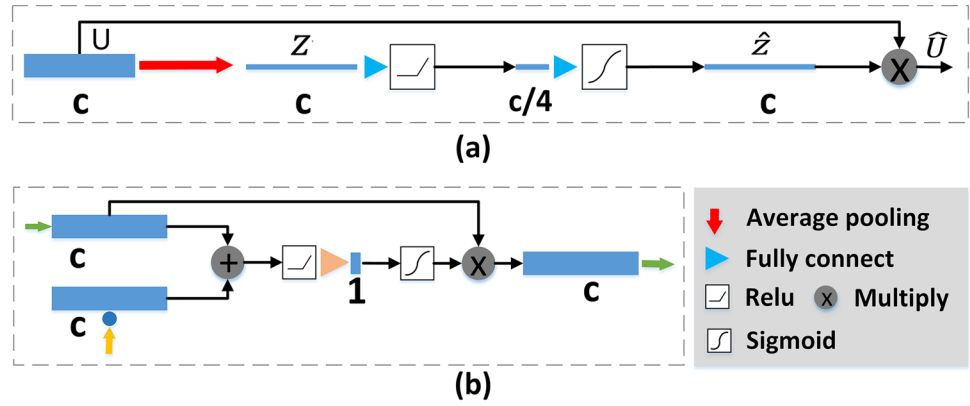 U Z ẑ Û
X
c c c/4 c
(a)
c
+ X
c 1 c
(b)
Average pooling
Fully connect
Relu x Multiply
Sigmoid